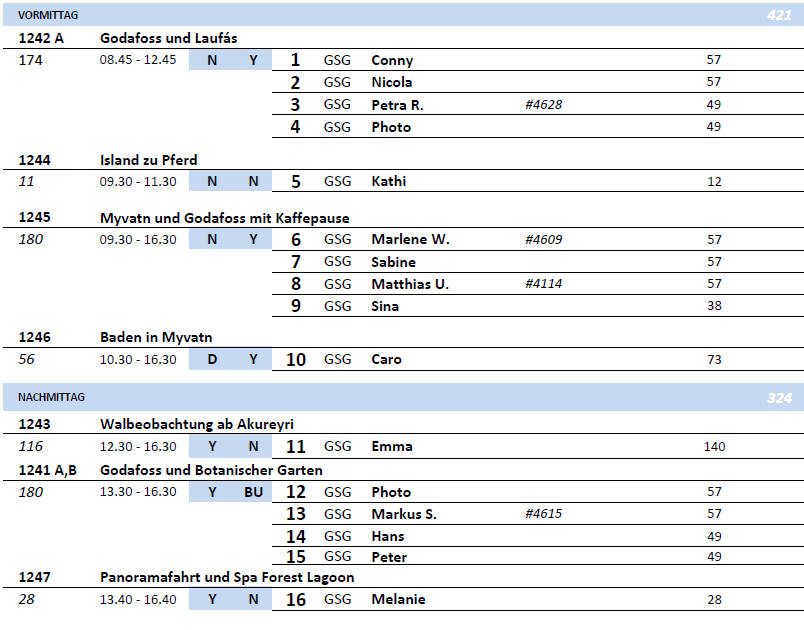 VORMITTAG 421
1242 A Godafoss und Laufás
174 08.45 - 12.45 N Y 1 GSG Conny 57
2 GSG Nicola 57
3 GSG Petra R. #4628 49
4 GSG Photo 49
1244 Island zu Pferd
11 09.30 - 11.30 N N 5 GSG Kathi 12
1245 Myvatn und Godafoss mit Kaffepause
180 09.30 - 16.30 N Y 6 GSG Marlene W. #4609 57
7 GSG Sabine 57
8 GSG Matthias U. #4114 57
9 GSG Sina 38
1246 Baden in Myvatn
56 10.30 - 16.30 D Y 10 GSG Caro 73
NACHMITTAG 324
1243 Walbeobachtung ab Akureyri
116 12.30 - 16.30 Y N 11 GSG Emma 140
1241 A,B Godafoss und Botanischer Garten
180 13.30 - 16.30 Y BU 12 GSG Photo 57
13 GSG Markus S. #4615 57
14 GSG Hans 49
15 GSG Peter 49
1247 Panoramafahrt und Spa Forest Lagoon
28 13.40 - 16.40 Y N 16 GSG Melanie 28